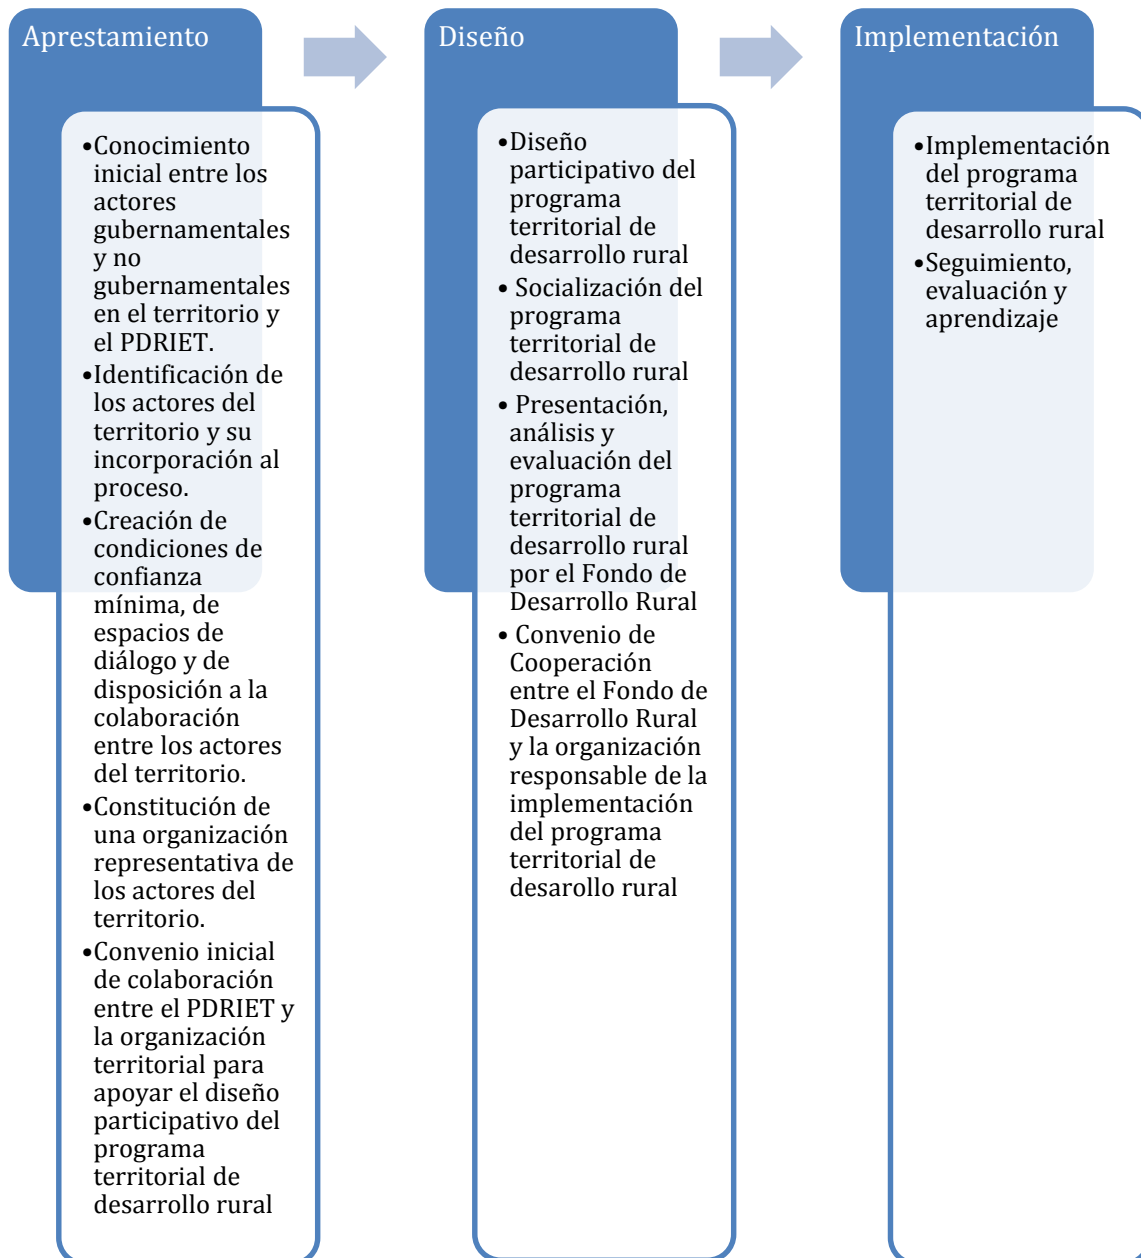 Aprestamiento
•Conocimiento
inicial entre los
actores
gubernamentales
y no
gubernamentales
en el territorio y
el PDRIET.
•Identificación de
los actores del
territorio y su
incorporación al
proceso.
•Creación de
condiciones de
confianza
mínima, de
espacios de
diálogo y de
disposición a la
colaboración
entre los actores
del territorio.
•Constitución de
una organización
representativa de
los actores del
territorio.
•Convenio inicial
de colaboración
entre el PDRIET y
la organización
territorial para
apoyar el diseño
participativo del
programa
territorial de
desarrollo rural
Diseño
•Diseño
participativo del
programa
territorial de
desarrollo rural
• Socialización del
programa
territorial de
desarrollo rural
• Presentación,
análisis y
evaluación del
programa
territorial de
desarrollo rural
por el Fondo de
Desarrollo Rural
• Convenio de
Cooperación
entre el Fondo de
Desarrollo Rural
y la organización
responsable de la
implementación
del programa
territorial de
desarollo rural
Implementación
•Implementación
del programa
territorial de
desarrollo rural
•Seguimiento,
evaluación y
aprendizaje